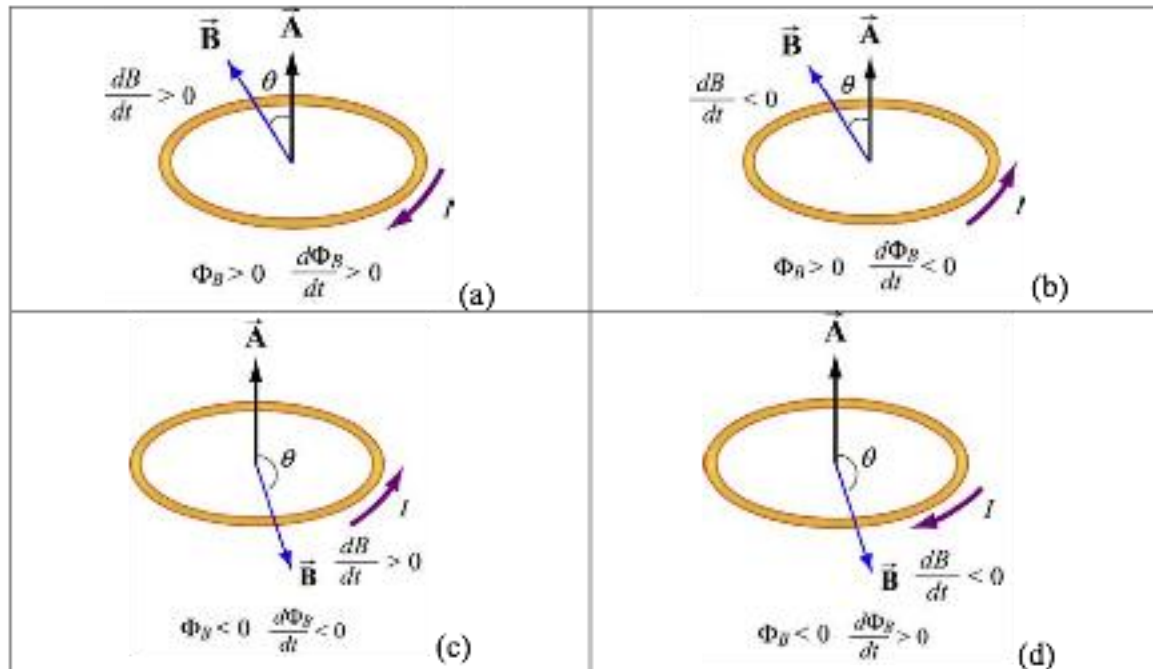 B⃗ A⃗
dB/dt > 0 θ
I
Φ_B > 0 dΦ_B/dt > 0
(a)
B⃗ A⃗
dB/dt < 0 θ
I
Φ_B > 0 dΦ_B/dt < 0
(b)
A⃗
θ
I
B⃗ dB/dt > 0
Φ_B < 0 dΦ_B/dt < 0
(c)
A⃗
θ
I
B⃗ dB/dt < 0
Φ_B < 0 dΦ_B/dt > 0
(d)